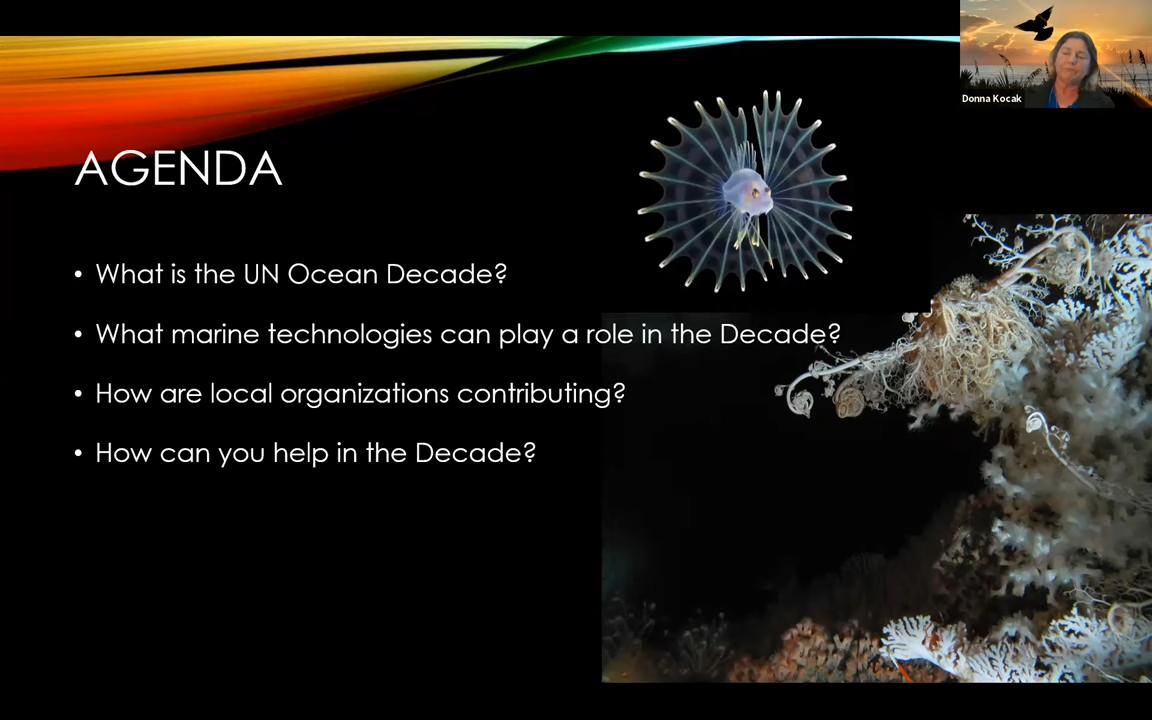 Donna Kocak
AGENDA
• What is the UN Ocean Decade?
• What marine technologies can play a role in the Decade?
• How are local organizations contributing?
• How can you help in the Decade?